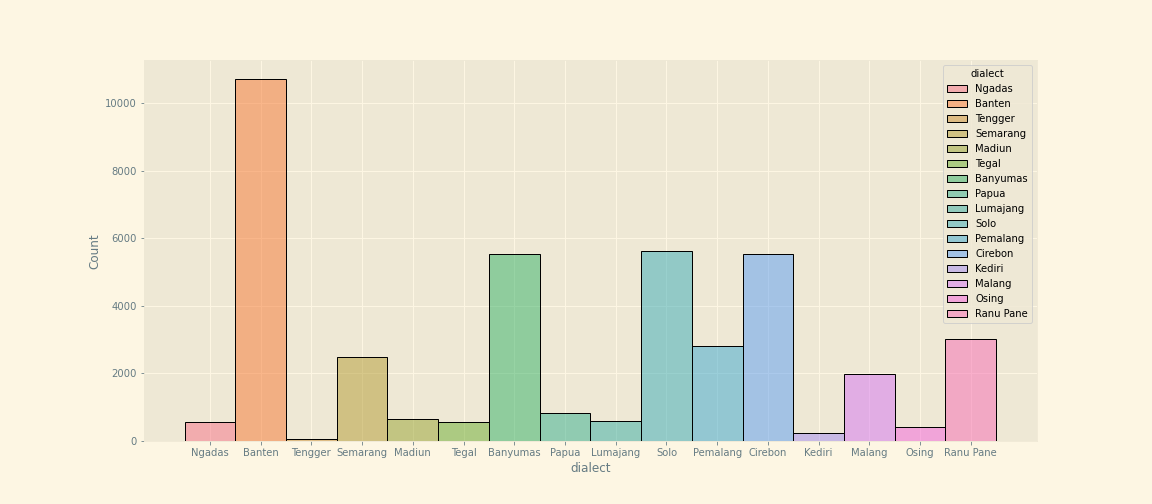 dialect
Ngadas
Banten
Tengger
Semarang
Madiun
Tegal
Banyumas
Papua
Lumajang
Solo
Pemalang
Cirebon
Kediri
Malang
Osing
Ranu Pane
10000
8000
6000
4000
2000
0
Count
Ngadas Banten Tengger Semarang Madiun Tegal Banyumas Papua Lumajang Solo Pemalang Cirebon Kediri Malang Osing Ranu Pane
dialect